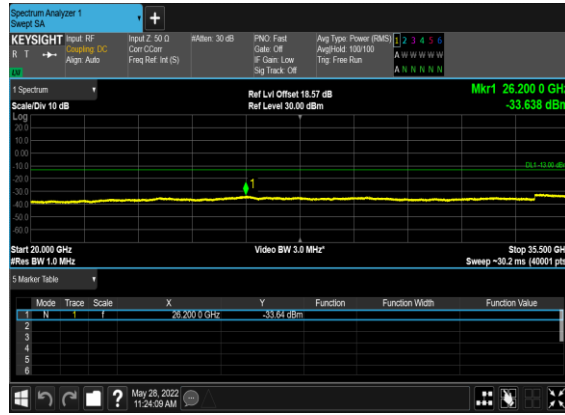 Spectrum Analyzer 1
Swept SA
+
KEYSIGHT Input: RF Input Z: 50 Ω #Atten: 30 dB PNO: Fast Avg Type: Power (RMS) 1 2 3 4 5 6
R T Coupling: DC Corr CCorr Gate: Off Avg|Hold: 100/100 A W W W W W
Align: Auto Freq Ref: Int (S) IF Gain: Low Trig: Free Run
Sig Track: Off A N N N N N
1 Spectrum Ref Lvl Offset 18.57 dB Mkr1 26.200 0 GHz
Scale/Div 10 dB Ref Level 30.00 dBm -33.638 dBm
Log
20.0
10.0
0.00
-10.0 DL1 -13.00 dBm
-20.0
-30.0
-40.0
-50.0
-60.0
1
Start 20.000 GHz Video BW 3.0 MHz* Stop 35.500 GH
#Res BW 1.0 MHz Sweep ~30.2 ms (40001 pts
5 Marker Table
Mode Trace Scale X Y Function Function Width Function Value
1 N 1 f 26.200 0 GHz -33.64 dBm
2
3
4
5
6
? May 28, 2022
11:24:09 AM